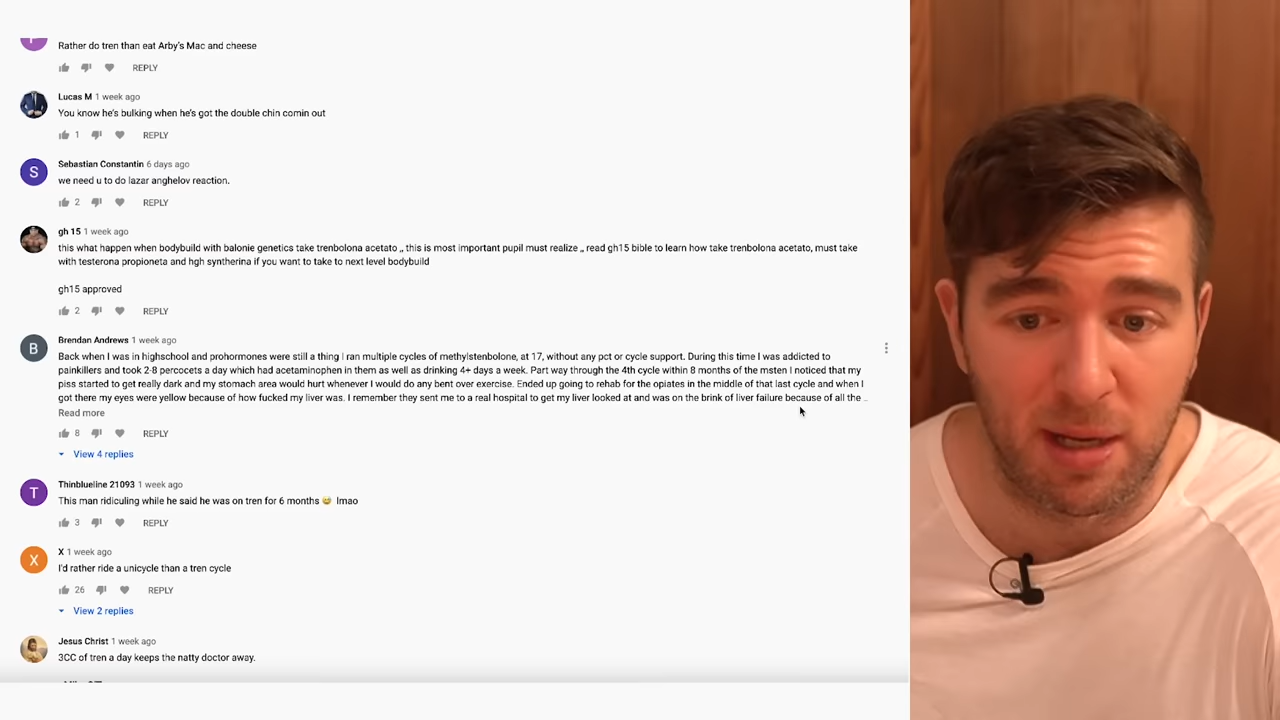 Rather do tren than eat Arby's Mac and cheese
REPLY
Lucas M 1 week ago
You know he's bulking when he's got the double chin comin out
1 REPLY
S
Sebastian Constantin 6 days ago
we need u to do lazar anghelov reaction.
2 REPLY
gh 15 1 week ago
this what happen when bodybuild with balonie genetics take trenbolona acetato ,, this is most important pupil must realize ,, read gh15 bible to learn how take trenbolona acetato, must take
with testerona propioneta and hgh syntherina if you want to take to next level bodybuild
gh15 approved
2 REPLY
B
Brendan Andrews 1 week ago
Back when I was in highschool and prohormones were still a thing I ran multiple cycles of methylstenbolone, at 17, without any pct or cycle support. During this time I was addicted to
painkillers and took 2-8 percocets a day which had acetaminophen in them as well as drinking 4+ days a week. Part way through the 4th cycle within 8 months of the msten I noticed that my
piss started to get really dark and my stomach area would hurt whenever I would do any bent over exercise. Ended up going to rehab for the opiates in the middle of that last cycle and when I
got there my eyes were yellow because of how fucked my liver was. I remember they sent me to a real hospital to get my liver looked at and was on the brink of liver failure because of all the ...
Read more
8 REPLY
View 4 replies
T
Thinblueline 21093 1 week ago
This man ridiculing while he said he was on tren for 6 months 😅 lmao
3 REPLY
X
X 1 week ago
I'd rather ride a unicycle than a tren cycle
26 REPLY
View 2 replies
Jesus Christ 1 week ago
3CC of tren a day keeps the natty doctor away.